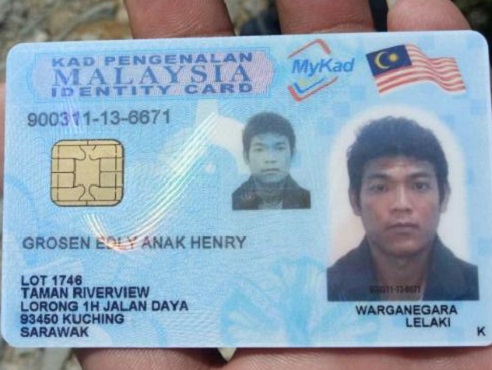 KAD PENGENALAN
MALAYSIA
IDENTITY CARD
MyKad
900311-13-6671
GROSEN EDLY ANAK HENRY
LOT 1746
TAMAN RIVERVIEW
LORONG 1H JALAN DAYA
93450 KUCHING
SARAWAK
900311-13-6671
WARGANEGARA
LELAKI
K